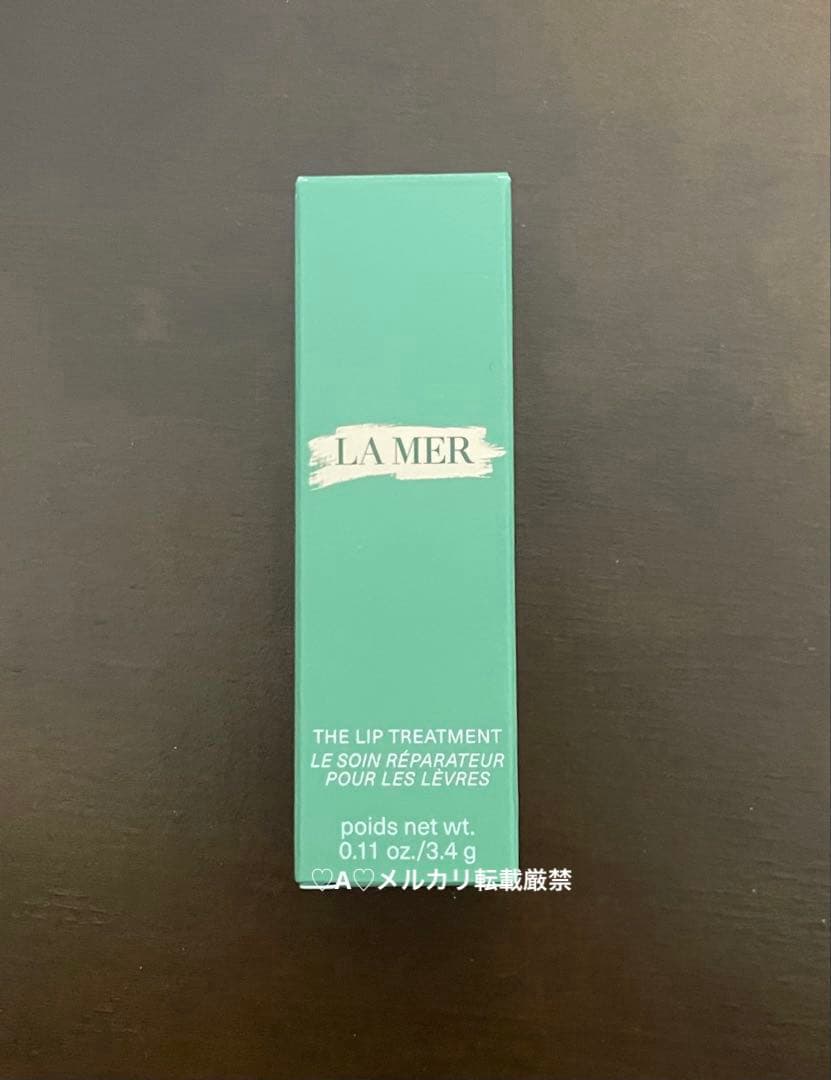 LA MER
THE LIP TREATMENT
LE SOIN RÉPARATEUR
POUR LES LÈVRES
poids net wt.
0.11 oz./3.4 g
♡A♡メルカリ転載厳禁